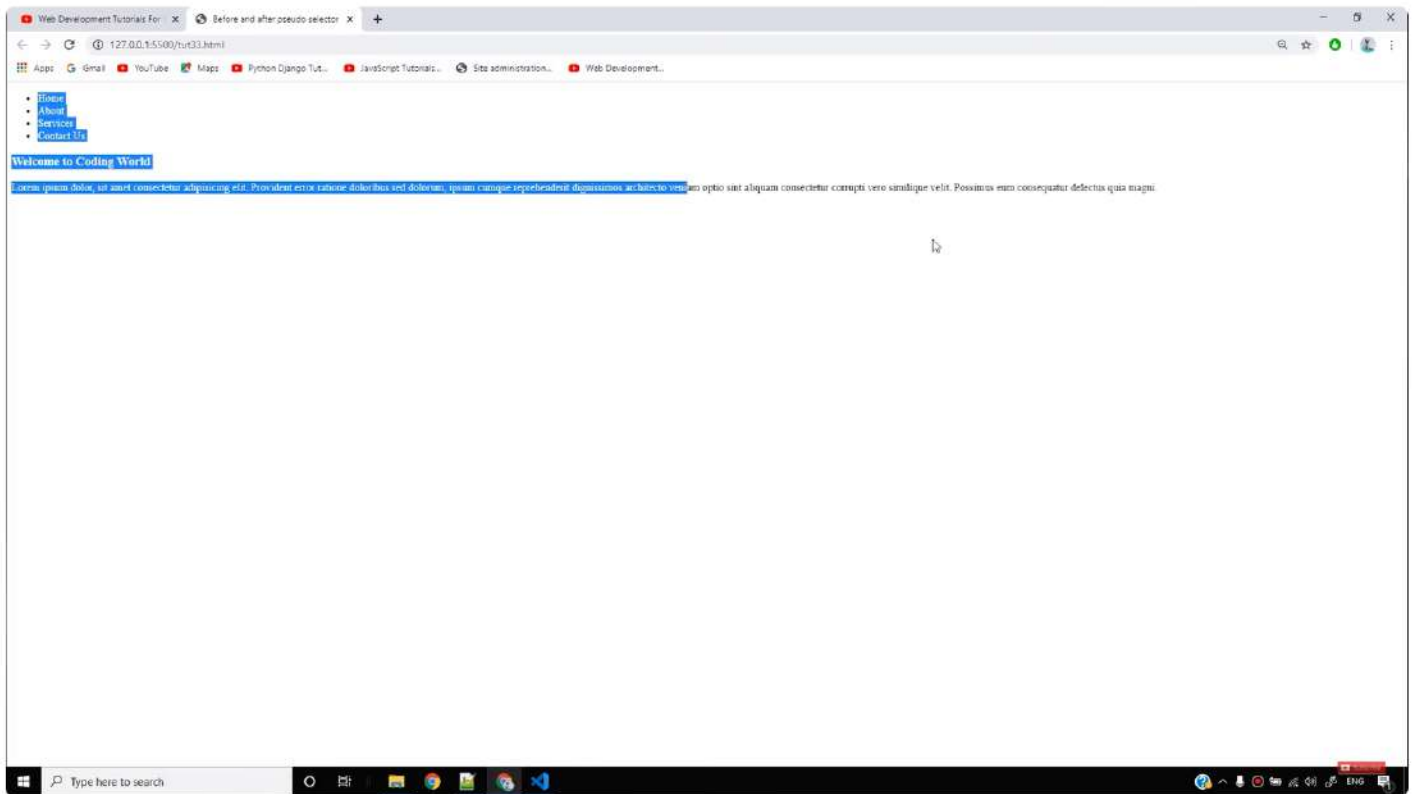 Web Development Tutorials For
Before and after pseudo selector
127.0.0.1:5500/tut33.html
Apps Gmail YouTube Maps Python Django Tut... JavaScript Tutorials... Site administration... Web Development...
Home
About
Services
Contact Us
Welcome to Coding World
Lorem ipsum dolor, sit amet consectetur adipisicing elit. Provident error ratione doloribus sed dolorum, ipsum cumque reprehenderit dignissimos architecto veniam optio sint aliquam consectetur corrupti vero similique velit. Possimus eum consequatur delectus quia magni.
Type here to search
ENG